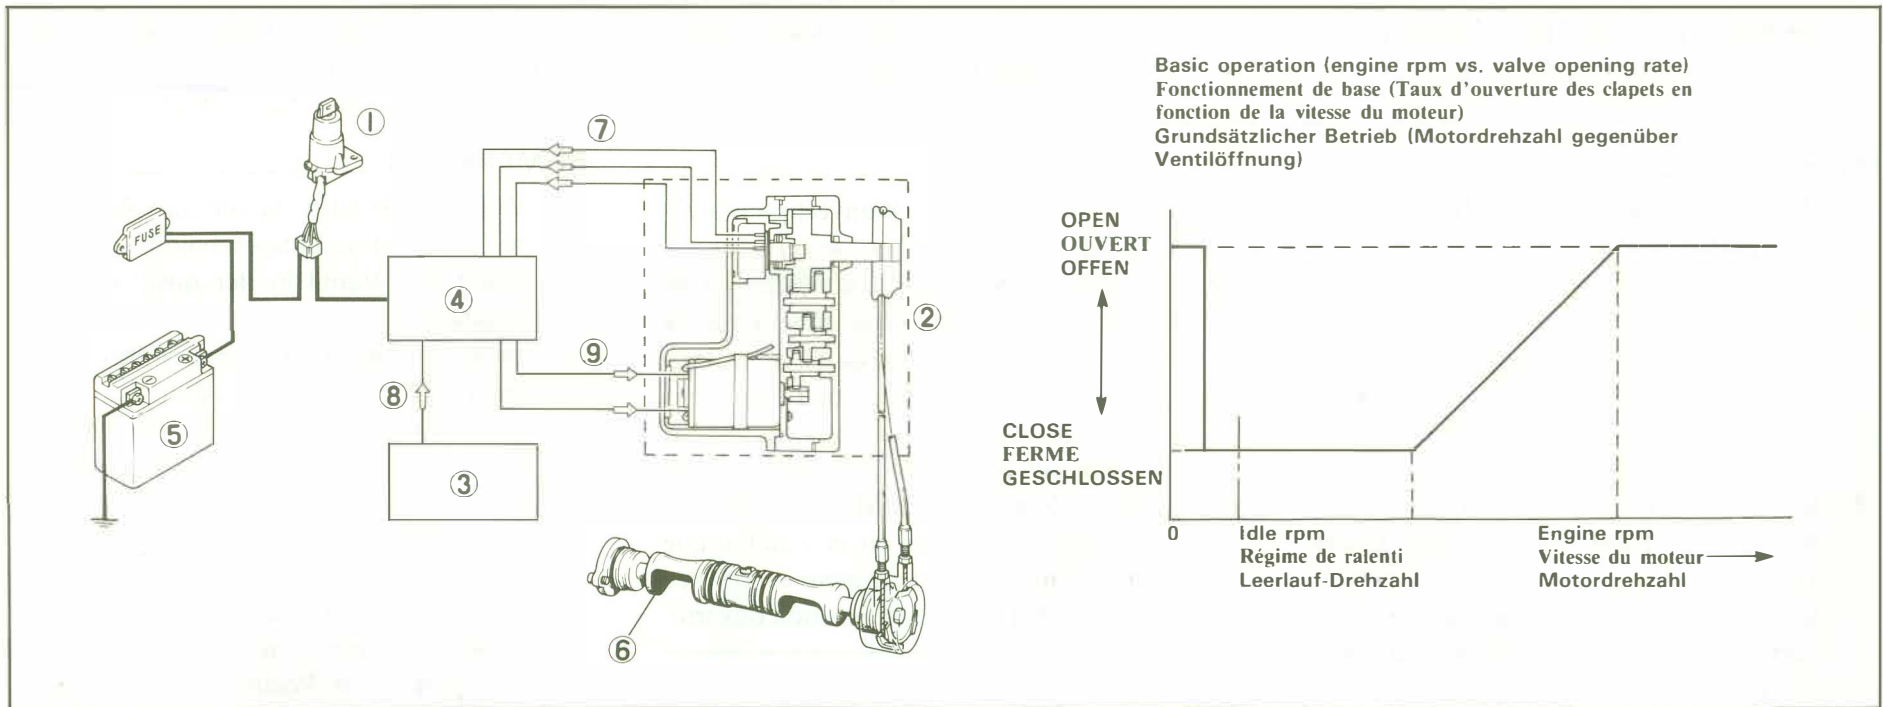 Basic operation (engine rpm vs. valve opening rate)
Fonctionnement de base (Taux d'ouverture des clapets en
fonction de la vitesse du moteur)
Grundsätzlicher Betrieb (Motordrehzahl gegenüber
Ventilöffnung)
①
⑦
FUSE
④
②
⑨
⑧
⑤
③
⑥
OPEN
OUVERT
OFFEN
CLOSE
FERME
GESCHLOSSEN
0
Idle rpm
Régime de ralenti
Leerlauf-Drehzahl
Engine rpm
Vitesse du moteur
Motordrehzahl